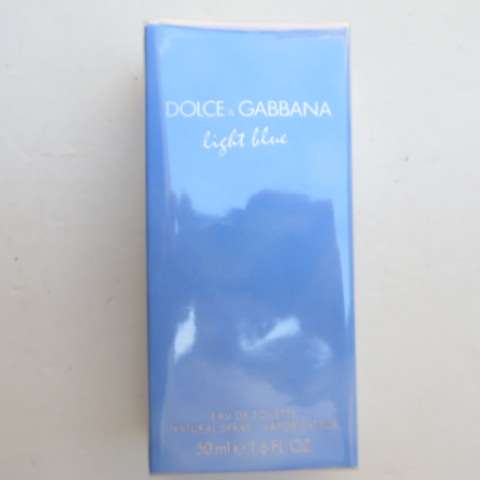 DOLCE & GABBANA
light blue
EAU DE TOILETTE
NATURAL SPRAY - VAPORISATEUR
50 ml e 1.6 FL.OZ.